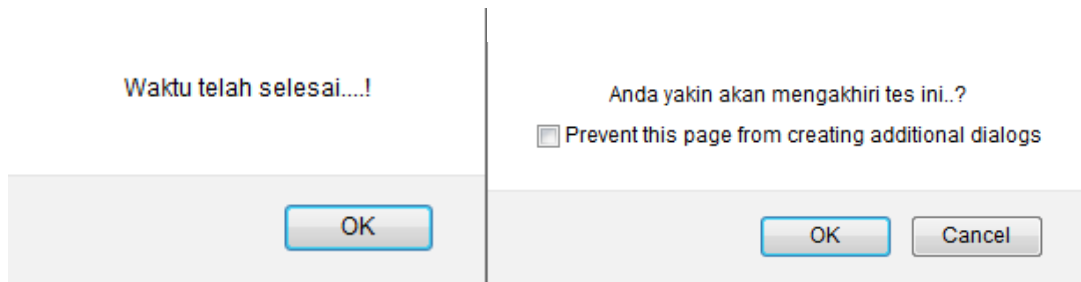 Waktu telah selesai....!
OK
Anda yakin akan mengakhiri tes ini..?
Prevent this page from creating additional dialogs
OK Cancel